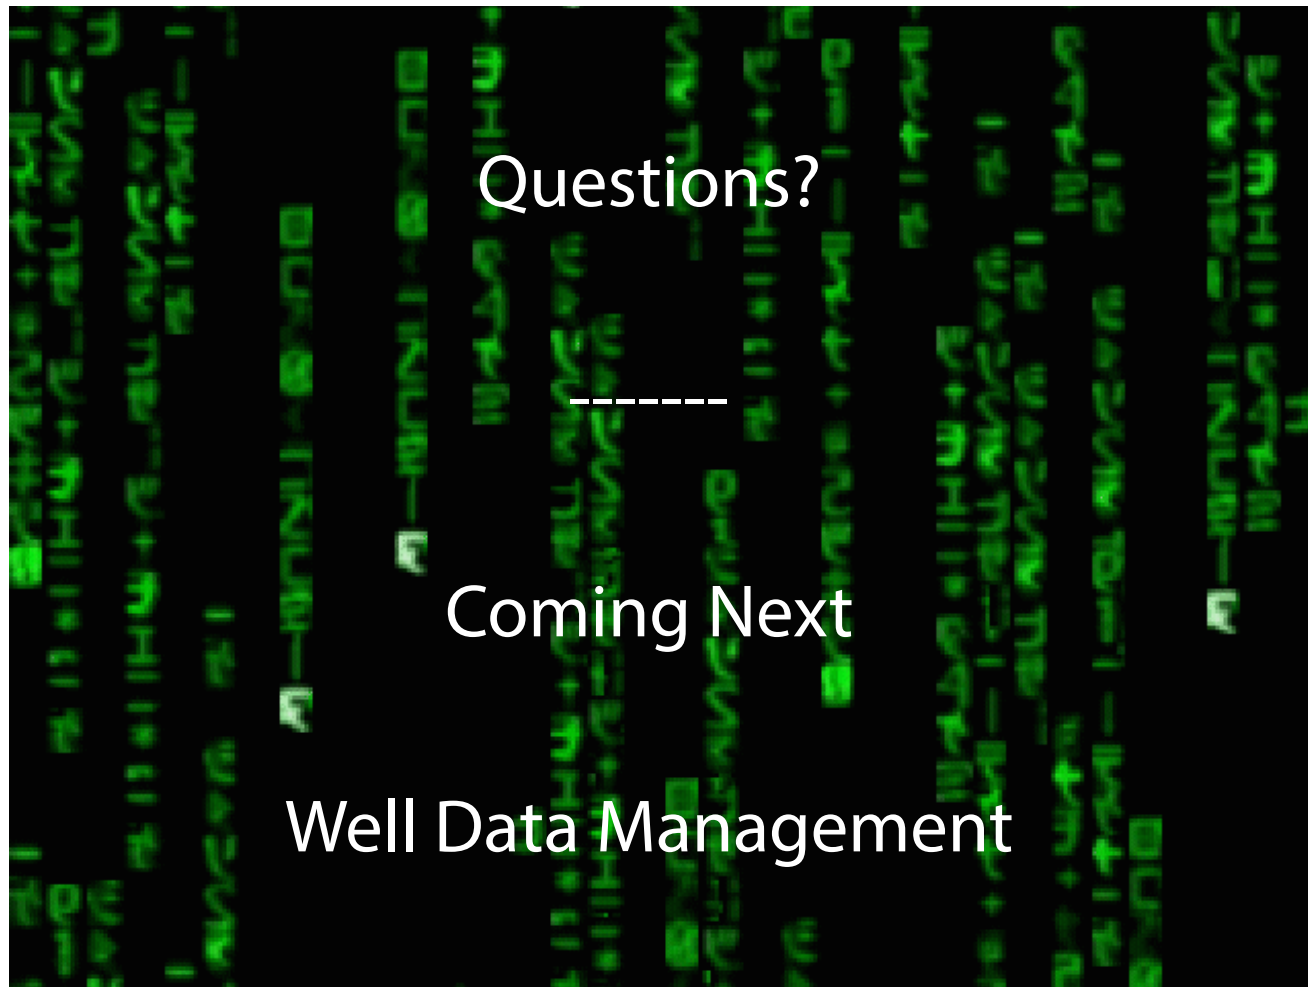 Questions?
-------
Coming Next
Well Data Management